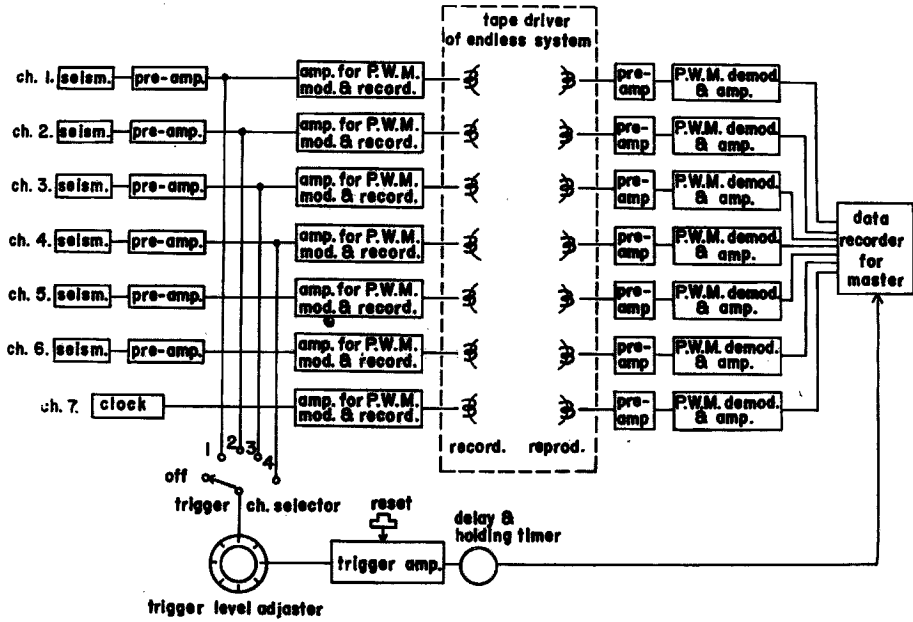 tape driver
of endless system
ch. 1. seism. pre-amp. amp. for P.W.M. pre- P.W.M. demod.
mod. & record. amp & amp.
ch. 2. seism. pre-amp. amp. for P.W.M. pre- P.W.M. demod.
mod. & record. amp & amp.
ch. 3. seism. pre-amp. amp. for P.W.M. pre- P.W.M. demod.
mod. & record. amp & amp.
ch. 4. seism. pre-amp. amp. for P.W.M. pre- P.W.M. demod.
mod. & record. amp & amp.
data
recorder
for
master
ch. 5. seism. pre-amp. amp. for P.W.M. pre- P.W.M. demod.
mod. & record. amp & amp.
ch. 6. seism. pre-amp. amp. for P.W.M. pre- P.W.M. demod.
mod. & record. amp & amp.
ch. 7. clock amp. for P.W.M. pre- P.W.M. demod.
mod. & record. amp & amp.
record. reprod.
1 2 3 4
off
trigger ch. selector
reset
delay &
holding timer
trigger amp.
trigger level adjaster